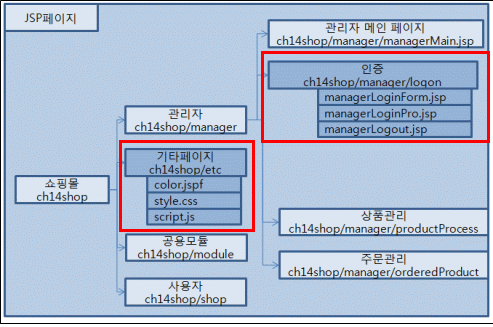 JSP페이지
관리자 메인 페이지
ch14shop/manager/managerMain.jsp
인증
ch14shop/manager/logon
managerLoginForm.jsp
managerLoginPro.jsp
managerLogout.jsp
관리자
ch14shop/manager
기타페이지
ch14shop/etc
color.jspf
style.css
script.js
쇼핑몰
ch14shop
상품관리
ch14shop/manager/productProcess
공용모듈
ch14shop/module
주문관리
ch14shop/manager/orderedProduct
사용자
ch14shop/shop